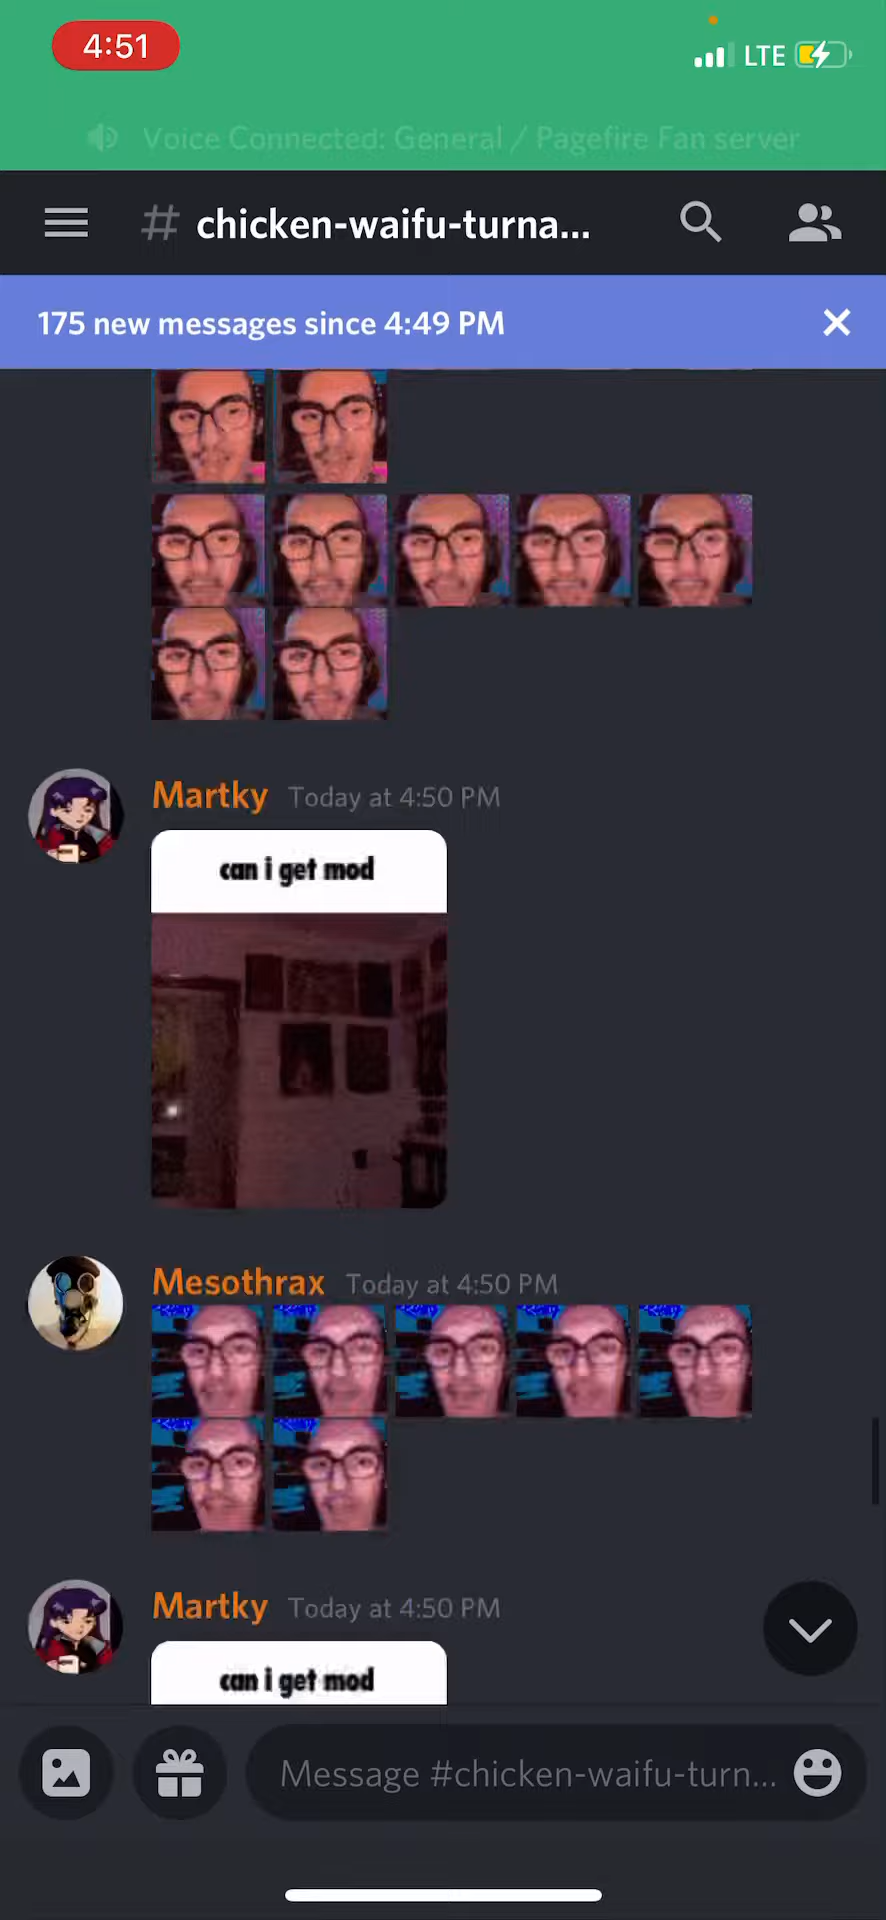 4:51
LTE
Voice Connected: General / Pagefire Fan server
# chicken-waifu-turna...
175 new messages since 4:49 PM
Martky Today at 4:50 PM
can i get mod
Mesothrax Today at 4:50 PM
Martky Today at 4:50 PM
can i get mod
Message #chicken-waifu-turn...